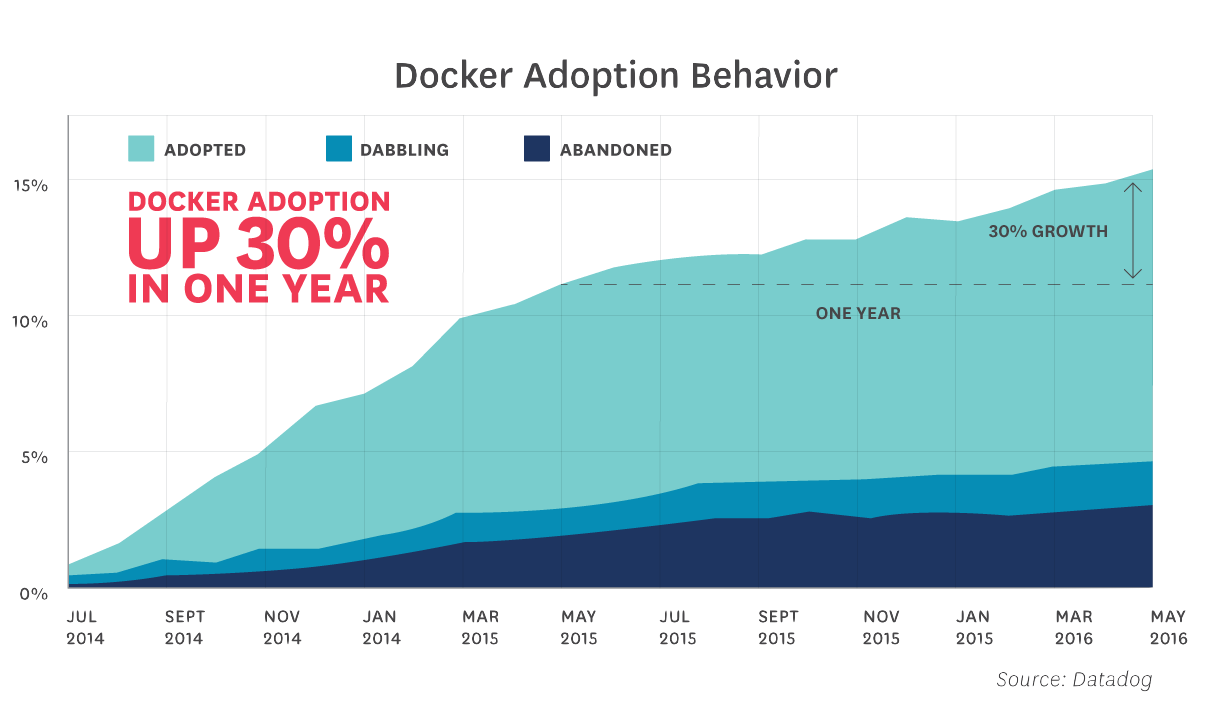 Docker Adoption Behavior
ADOPTED DABBLING ABANDONED
15%
DOCKER ADOPTION
UP 30%
IN ONE YEAR
30% GROWTH
ONE YEAR
10%
5%
0%
JUL SEPT NOV JAN MAR MAY JUL SEPT NOV JAN MAR MAY
2014 2014 2014 2014 2015 2015 2015 2015 2015 2015 2016 2016
Source: Datadog